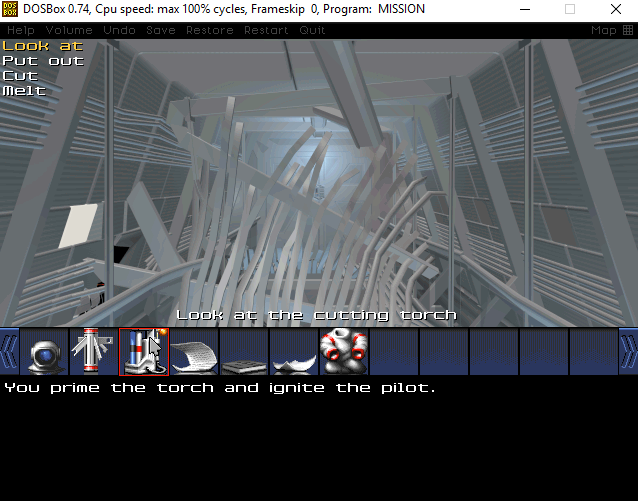 DOSBox 0.74, Cpu speed: max 100% cycles, Frameskip 0, Program: MISSION
Help Volume Undo Save Restore Restart Quit Map
Look at
Put out
Cut
Melt
Look at the cutting torch
You prime the torch and ignite the pilot.